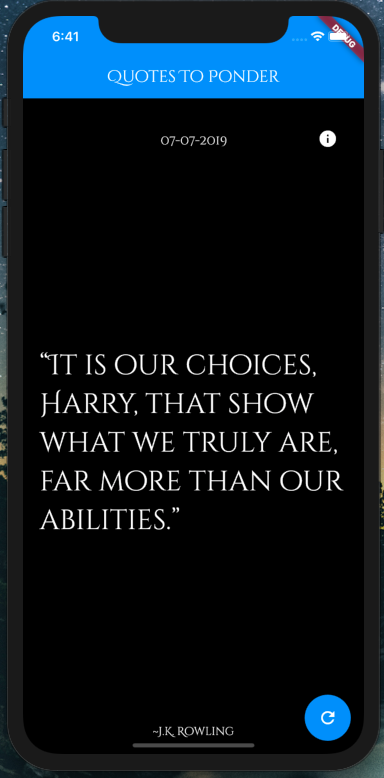 6:41
DEBUG
Quotes To Ponder
07-07-2019
“It is our choices,
Harry, that show
what we truly are,
far more than our
abilities.”
~J.K. Rowling